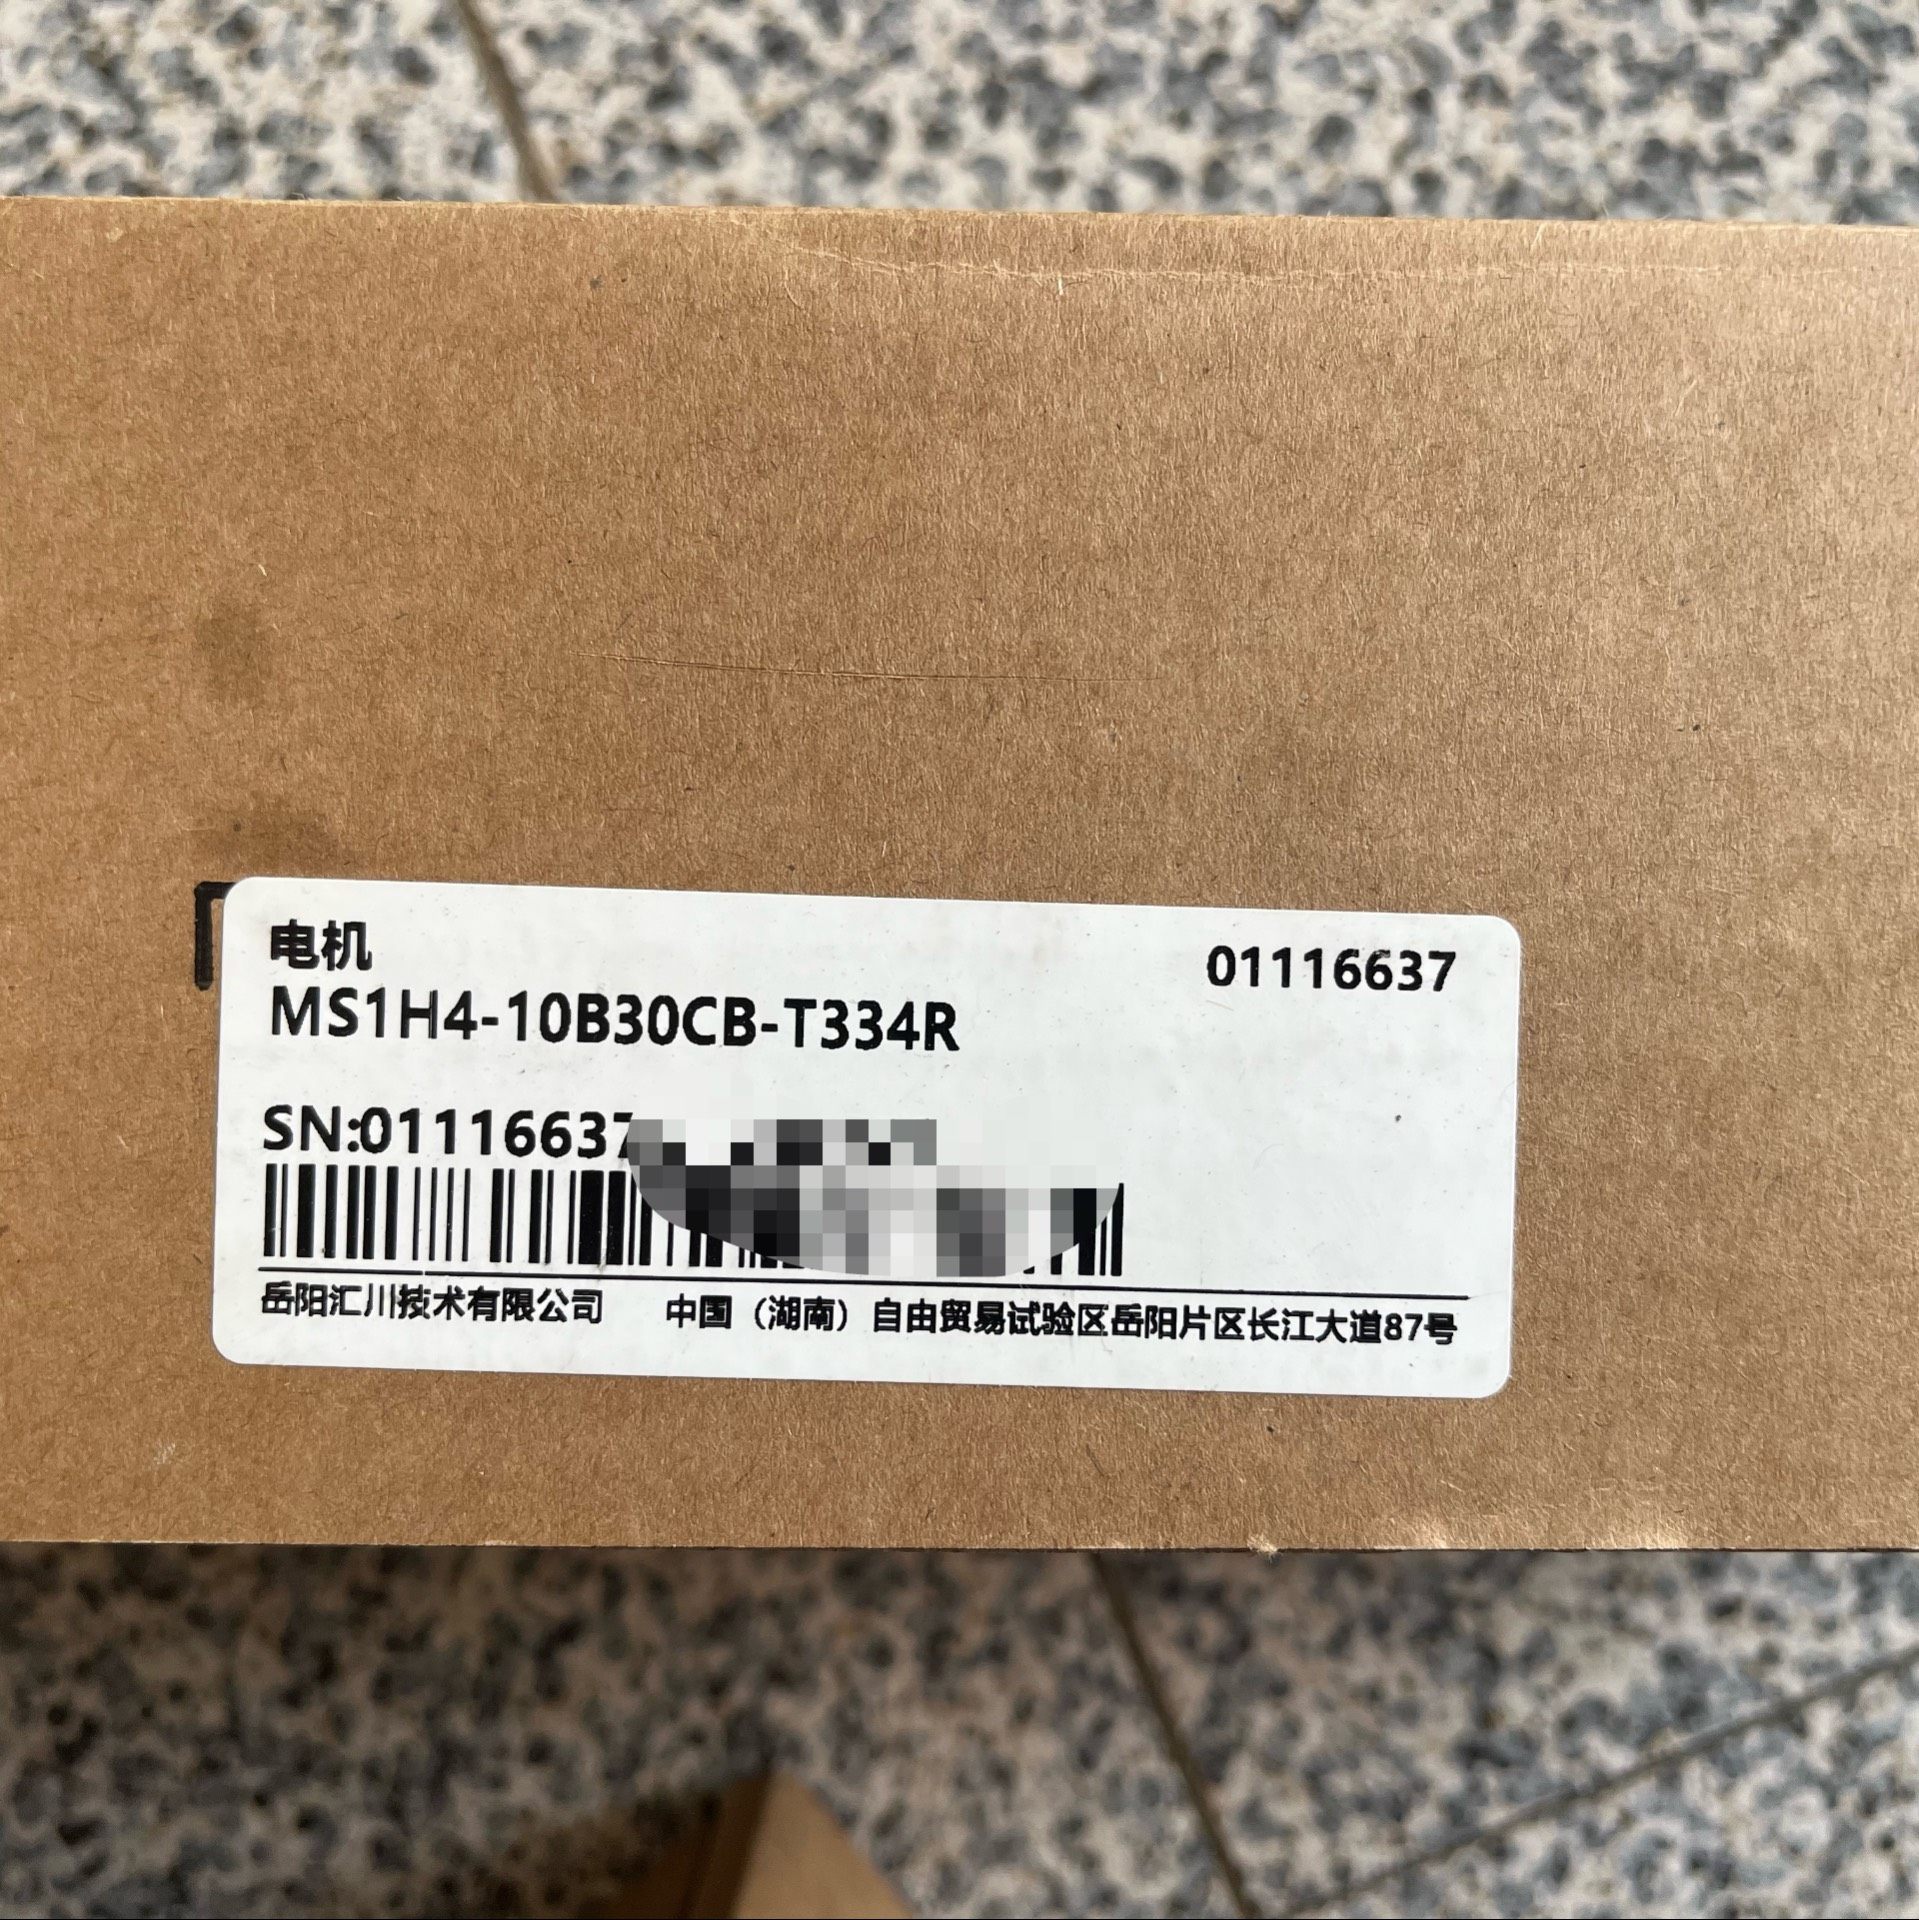 电机
01116637
MS1H4-10B30CB-T334R
SN:01116637
岳阳汇川技术有限公司 中国（湖南）自由贸易试验区岳阳片区长江大道87号